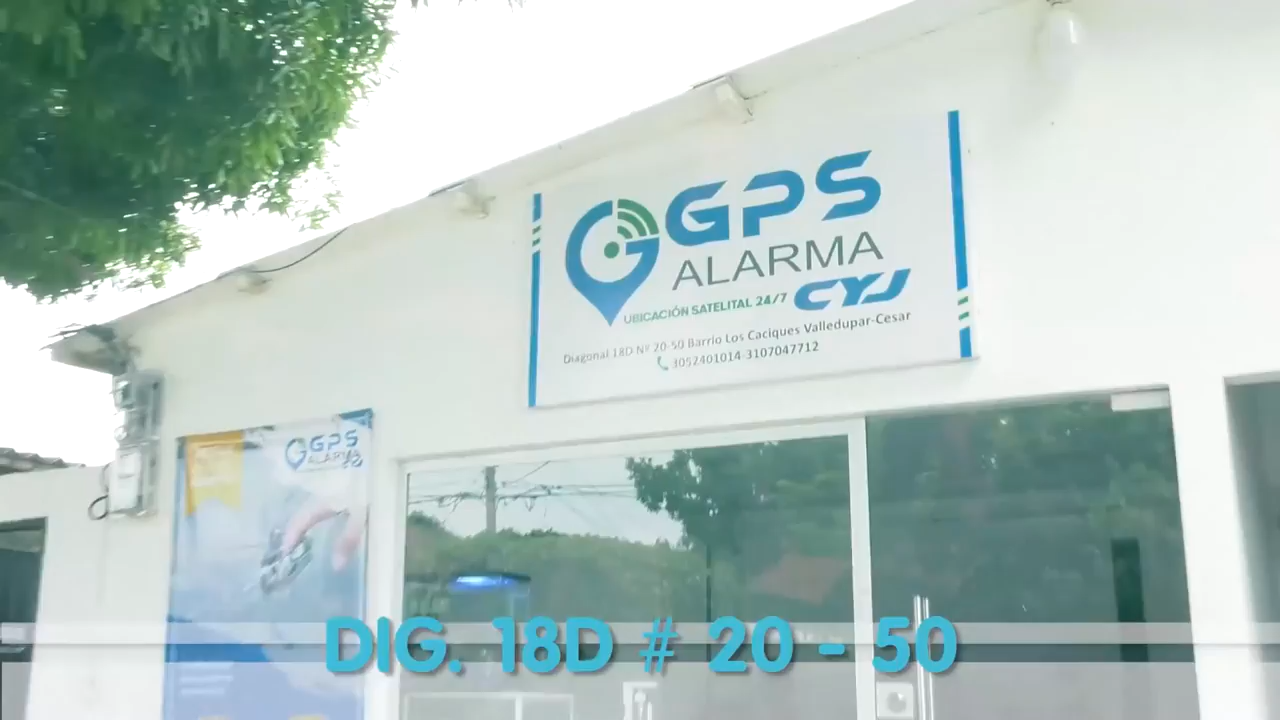 GPS
ALARMA
UBICACIÓN SATELITAL 24/7 CYJ
Diagonal 18D Nº 20-50 Barrio Los Caciques Valledupar-Cesar
3052401014-3107047712
GPS
ALARMA
DIG. 18D # 20 - 50